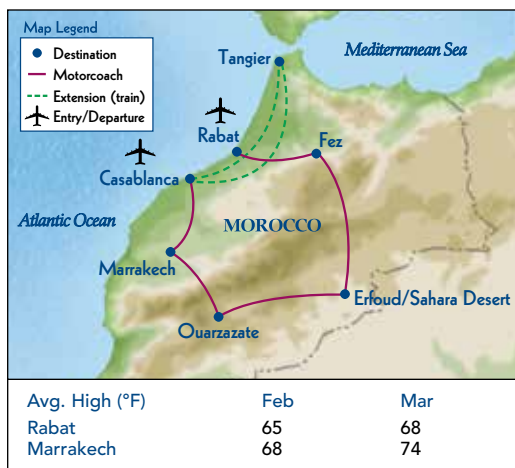 Map Legend
Destination
Motorcoach
Extension (train)
Entry/Departure
Mediterranean Sea
Tangier
Rabat
Fez
Casablanca
Atlantic Ocean
MOROCCO
Marrakech
Erfoud/Sahara Desert
Ouarzazate
Avg. High (°F) Feb Mar
Rabat 65 68
Marrakech 68 74